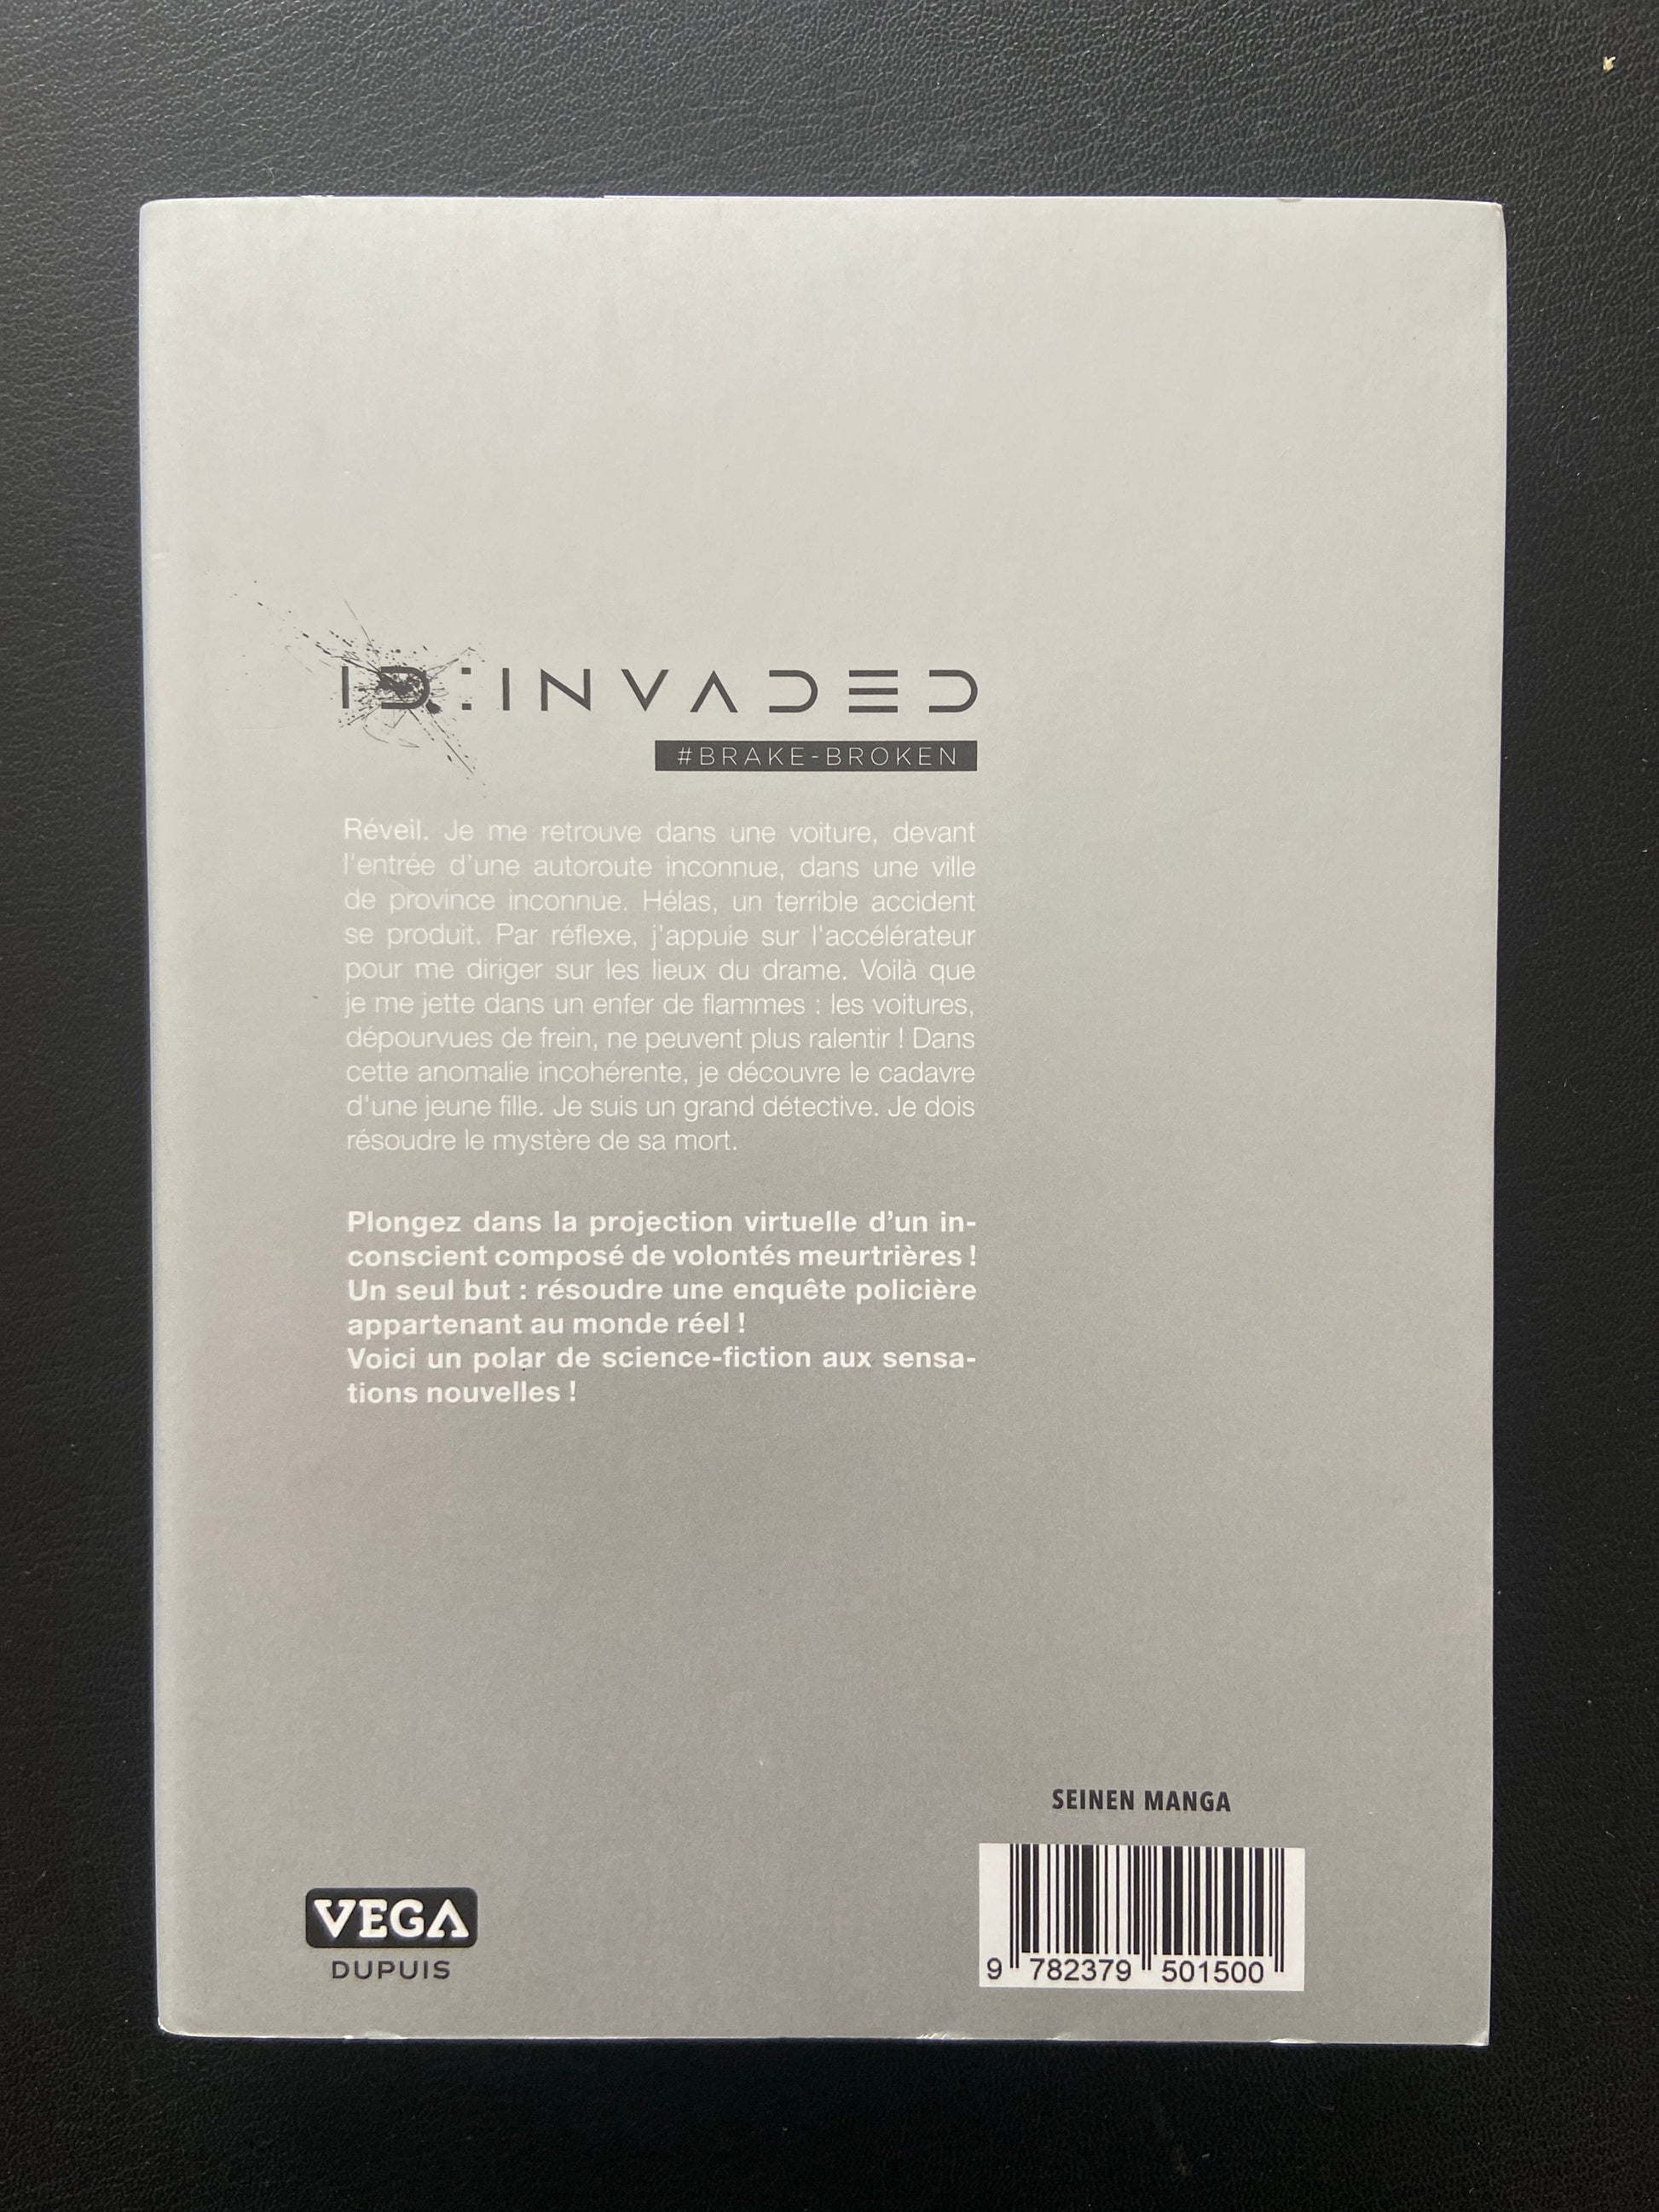 ID:INVADED
#BRAKE-BROKEN
Réveil. Je me retrouve dans une voiture, devant
l'entrée d'une autoroute inconnue, dans une ville
de province inconnue. Hélas, un terrible accident
se produit. Par réflexe, j'appuie sur l'accélérateur
pour me diriger sur les lieux du drame. Voilà que
je me jette dans un enfer de flammes : les voitures,
dépourvues de frein, ne peuvent plus ralentir ! Dans
cette anomalie incohérente, je découvre le cadavre
d'une jeune fille. Je suis un grand détective. Je dois
résoudre le mystère de sa mort.
Plongez dans la projection virtuelle d’un in-
conscient composé de volontés meurtrières !
Un seul but : résoudre une enquête policière
appartenant au monde réel !
Voici un polar de science-fiction aux sensa-
tions nouvelles !
SEINEN MANGA
VEGA
DUPUIS
9 782379 501500